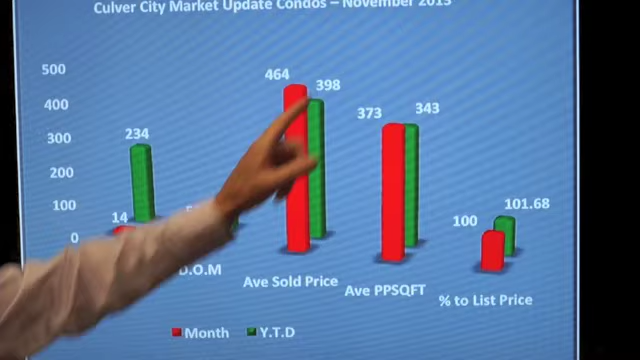 Culver City Market Update Condos – November 2013
500
400
300
200
100
0
234
14
464
398
373
343
100
101.68
D.O.M
Ave Sold Price
Ave PPSQFT
% to List Price
Month
Y.T.D